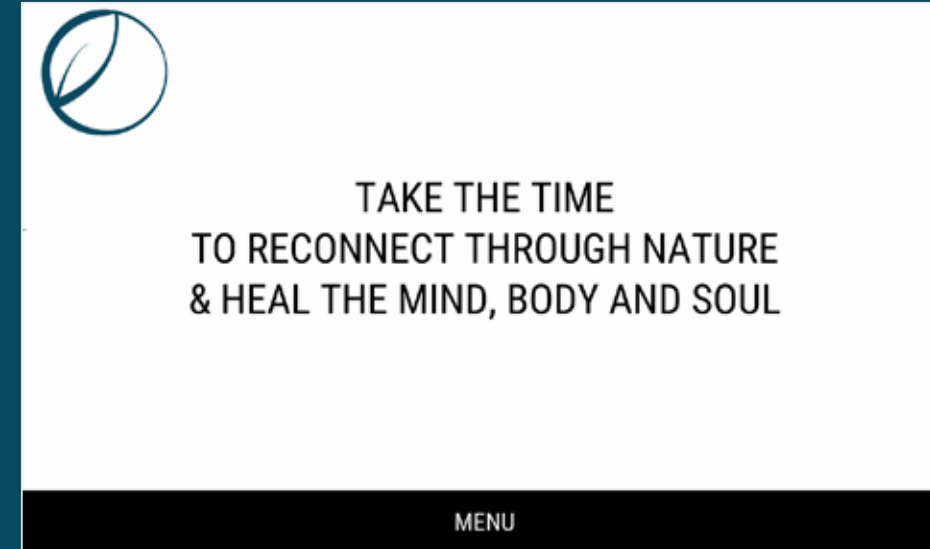 TAKE THE TIME
TO RECONNECT THROUGH NATURE
& HEAL THE MIND, BODY AND SOUL
MENU